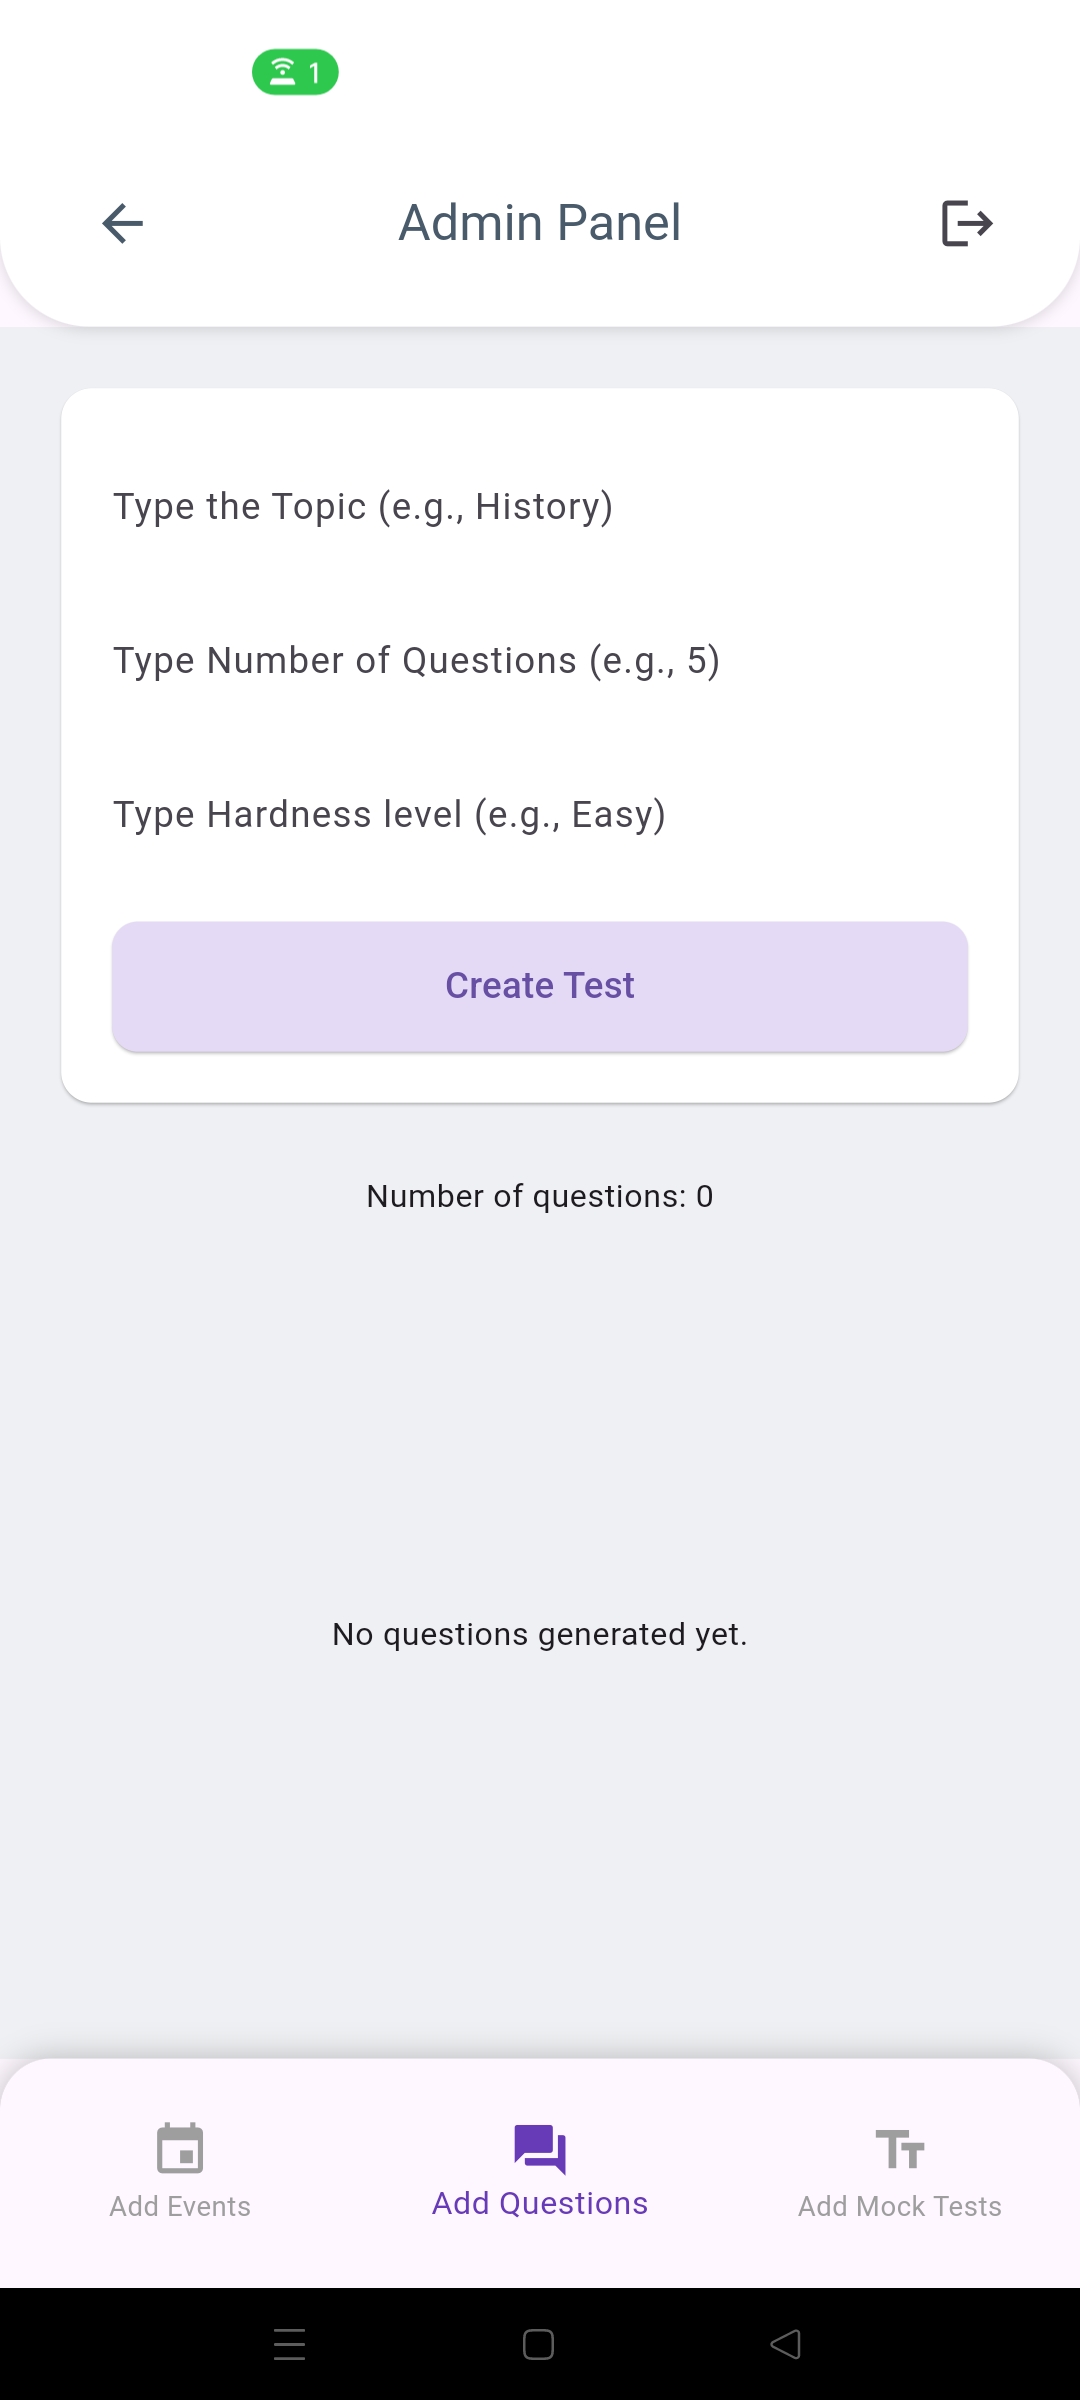 1
Admin Panel
Type the Topic (e.g., History)
Type Number of Questions (e.g., 5)
Type Hardness level (e.g., Easy)
Create Test
Number of questions: 0
No questions generated yet.
Add Events
Add Questions
Add Mock Tests